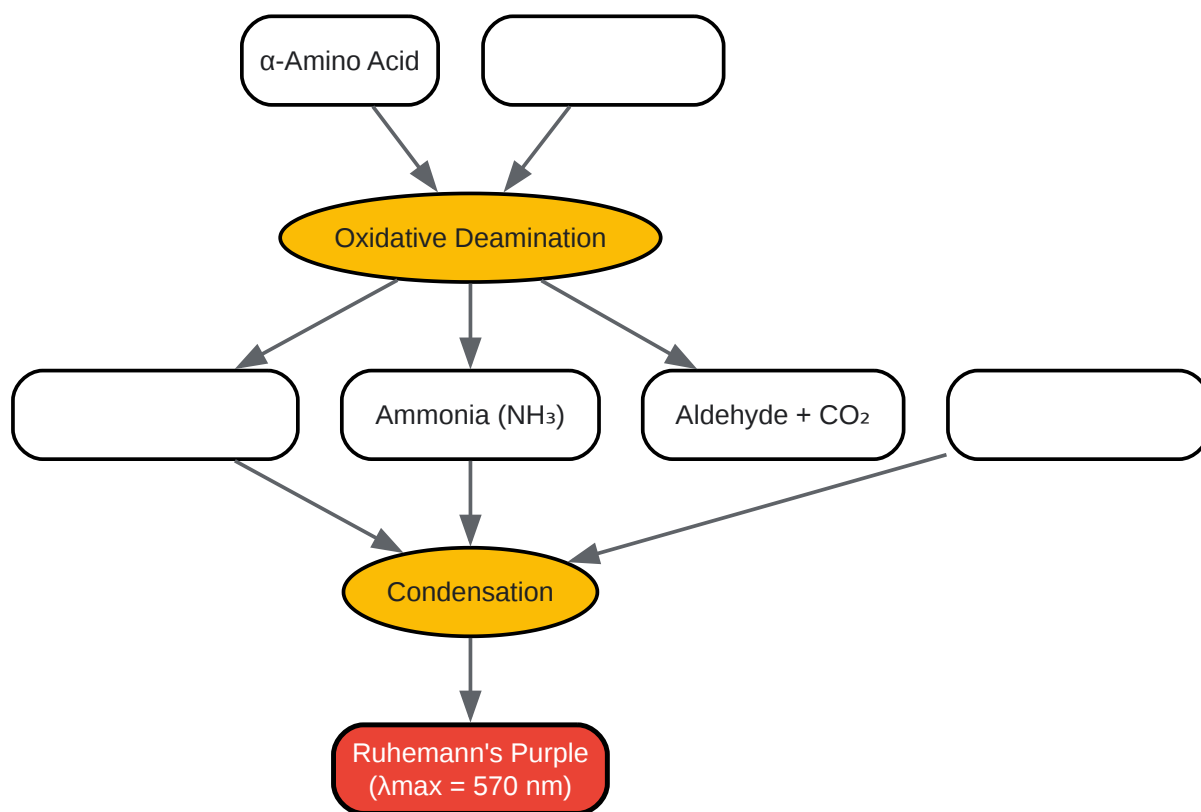 α-Amino Acid
Oxidative Deamination
Ammonia (NH₃)
Aldehyde + CO₂
Condensation
Ruhemann's Purple
(λmax = 570 nm)